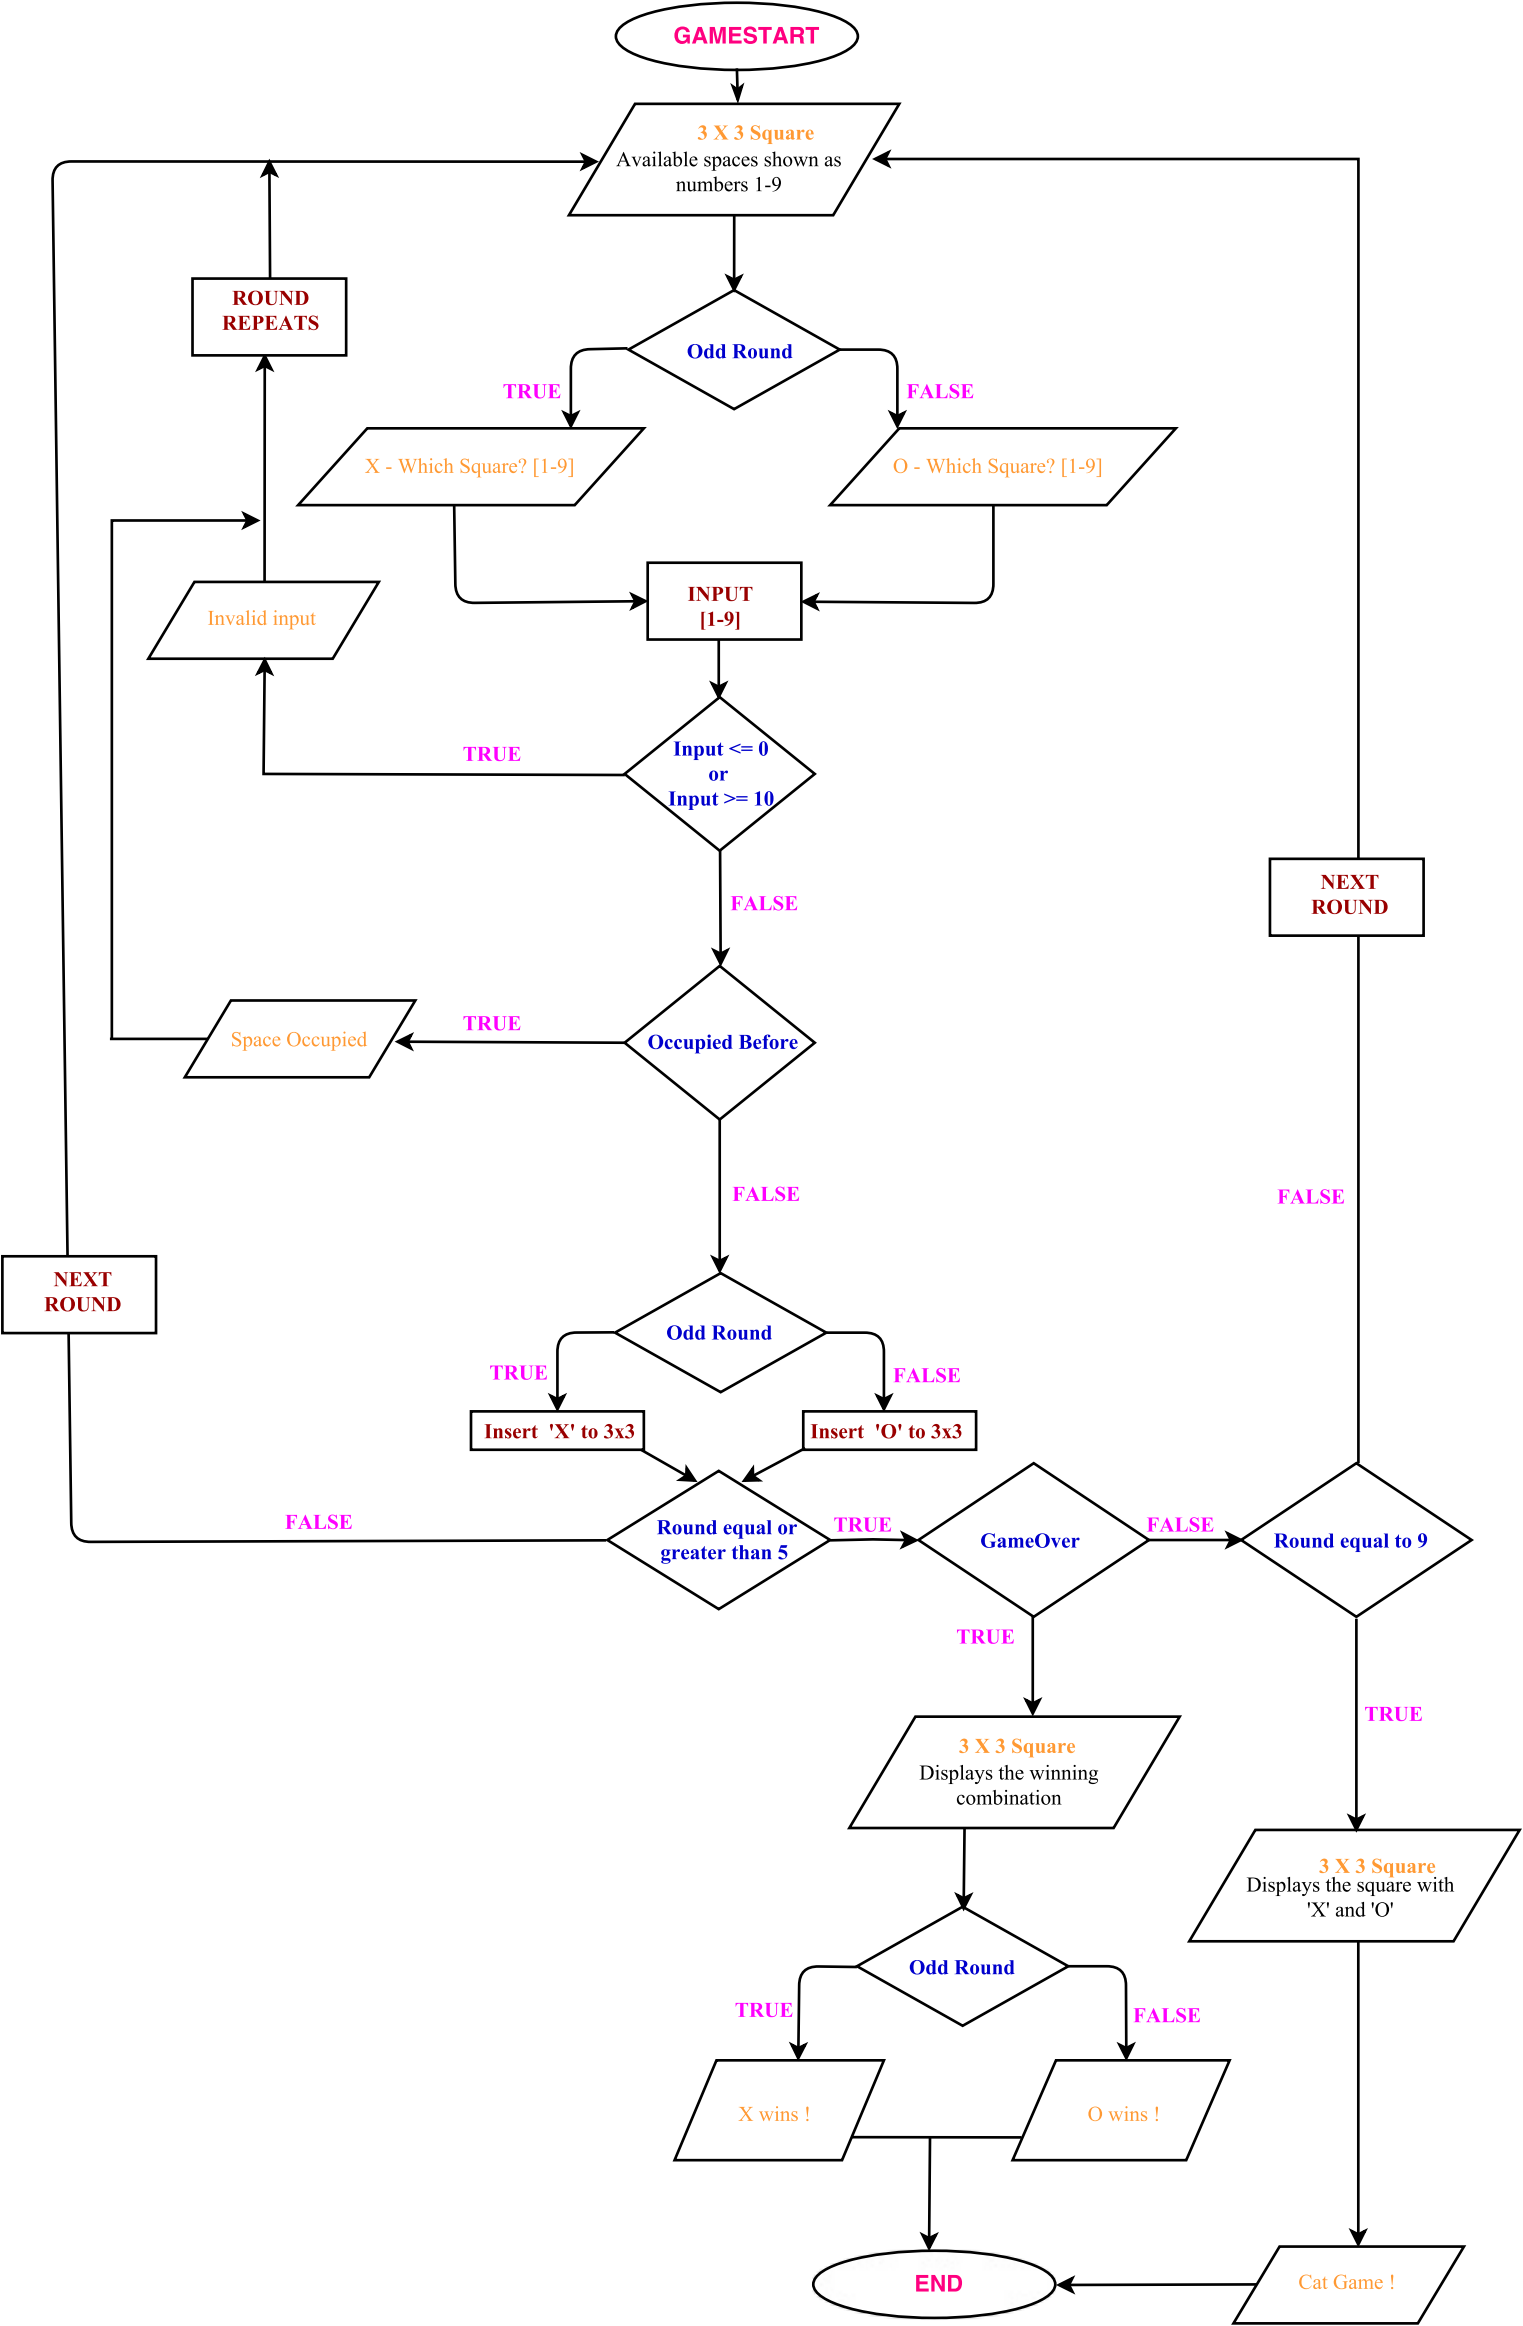 GAMESTART
3 X 3 Square
Available spaces shown as
numbers 1-9
ROUND
REPEATS
Odd Round
TRUE
FALSE
X - Which Square? [1-9]
O - Which Square? [1-9]
INPUT
[1-9]
Invalid input
Input <= 0
or
Input >= 10
TRUE
FALSE
NEXT
ROUND
Space Occupied
TRUE
Occupied Before
FALSE
FALSE
NEXT
ROUND
Odd Round
TRUE
FALSE
Insert 'X' to 3x3
Insert 'O' to 3x3
FALSE
Round equal or
greater than 5
TRUE
GameOver
FALSE
Round equal to 9
TRUE
TRUE
3 X 3 Square
Displays the winning
combination
3 X 3 Square
Displays the square with
'X' and 'O'
Odd Round
TRUE
FALSE
X wins !
O wins !
END
Cat Game !